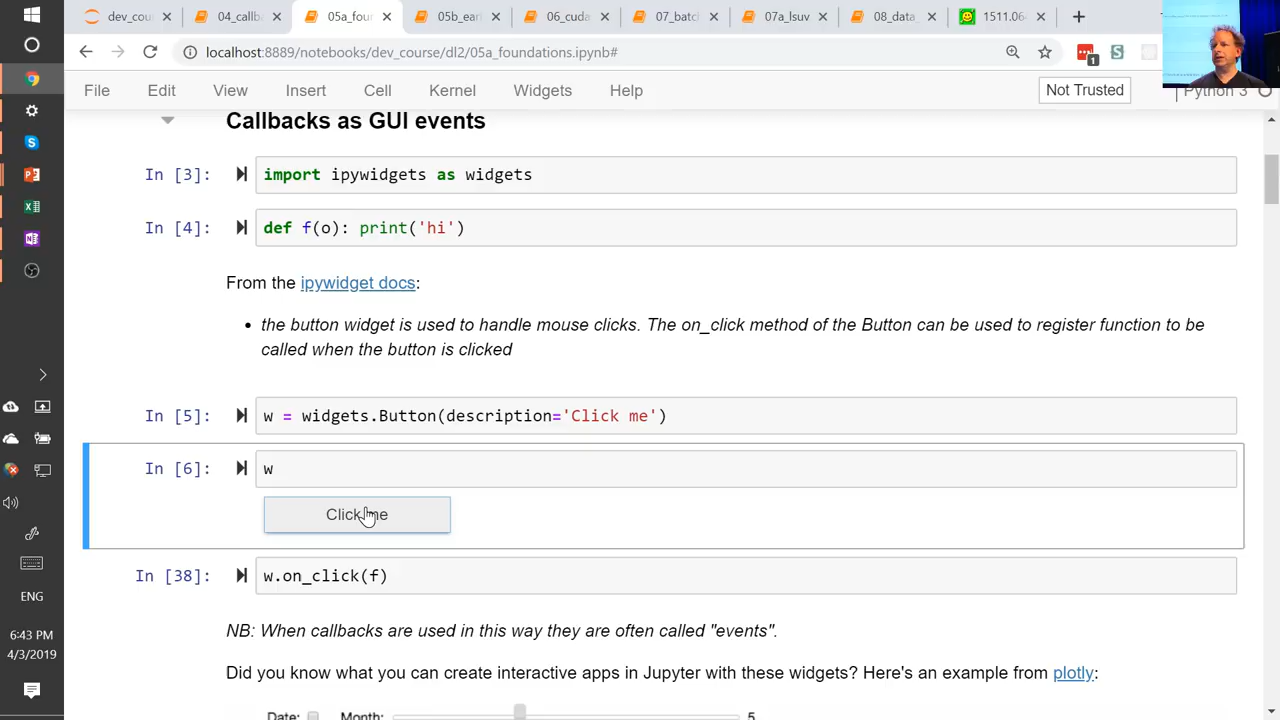 dev_cou
04_callb
05a_four
05b_earl
06_cuda
07_batch
07a_lsuv
08_data_
1511.06
localhost:8889/notebooks/dev_course/dl2/05a_foundations.ipynb#
1
File Edit View Insert Cell Kernel Widgets Help
Not Trusted
Python 3
Callbacks as GUI events
In [3]: import ipywidgets as widgets
In [4]: def f(o): print('hi')
From the ipywidget docs:
• the button widget is used to handle mouse clicks. The on_click method of the Button can be used to register function to be
called when the button is clicked
In [5]: w = widgets.Button(description='Click me')
In [6]: w
Click me
In [38]: w.on_click(f)
NB: When callbacks are used in this way they are often called "events".
Did you know what you can create interactive apps in Jupyter with these widgets? Here's an example from plotly:
Date: Month: 5
ENG
6:43 PM
4/3/2019